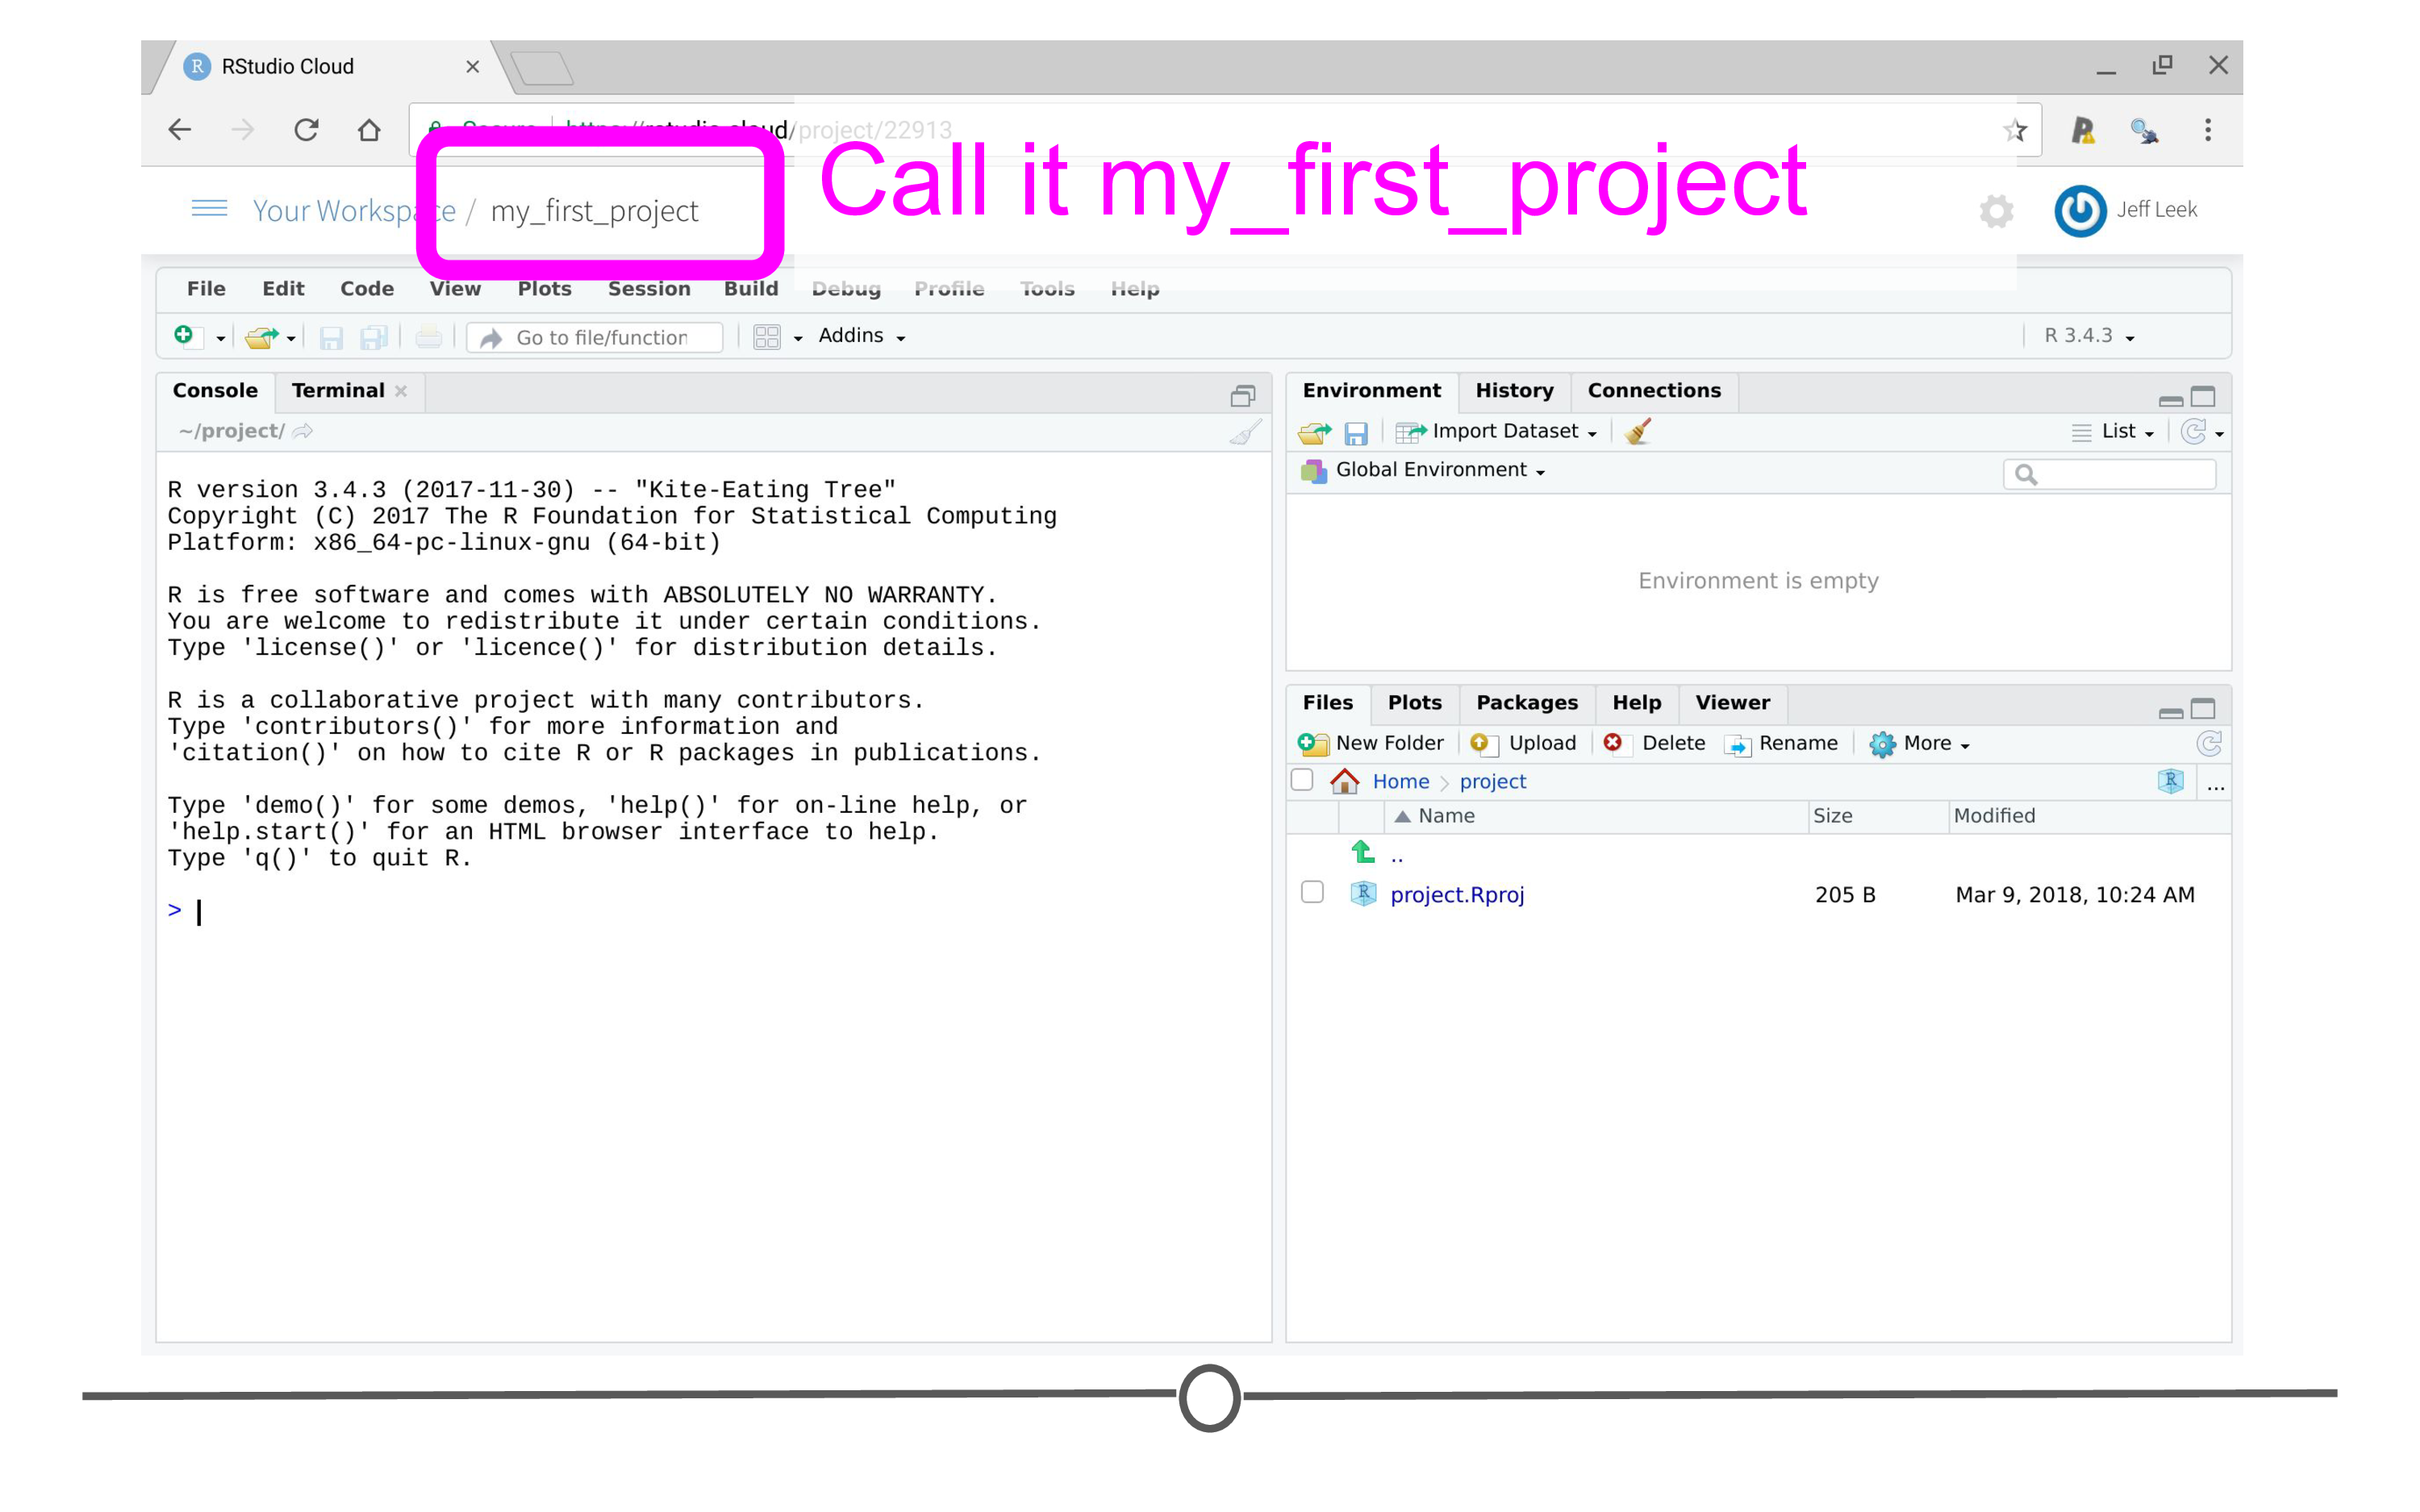 RStudio Cloud
Secure | https://rstudio.cloud/project/22913
Call it my_first_project
Your Workspace / my_first_project
Jeff Leek
File Edit Code View Plots Session Build Debug Profile Tools Help
Go to file/function
Addins
R 3.4.3
Console Terminal
~/project/
R version 3.4.3 (2017-11-30) -- "Kite-Eating Tree"
Copyright (C) 2017 The R Foundation for Statistical Computing
Platform: x86_64-pc-linux-gnu (64-bit)
R is free software and comes with ABSOLUTELY NO WARRANTY.
You are welcome to redistribute it under certain conditions.
Type 'license()' or 'licence()' for distribution details.
R is a collaborative project with many contributors.
Type 'contributors()' for more information and
'citation()' on how to cite R or R packages in publications.
Type 'demo()' for some demos, 'help()' for on-line help, or
'help.start()' for an HTML browser interface to help.
Type 'q()' to quit R.
>
Environment History Connections
Import Dataset
List
Global Environment
Environment is empty
Files Plots Packages Help Viewer
New Folder Upload Delete Rename More
Home > project
...
Name Size Modified
..
project.Rproj 205 B Mar 9, 2018, 10:24 AM